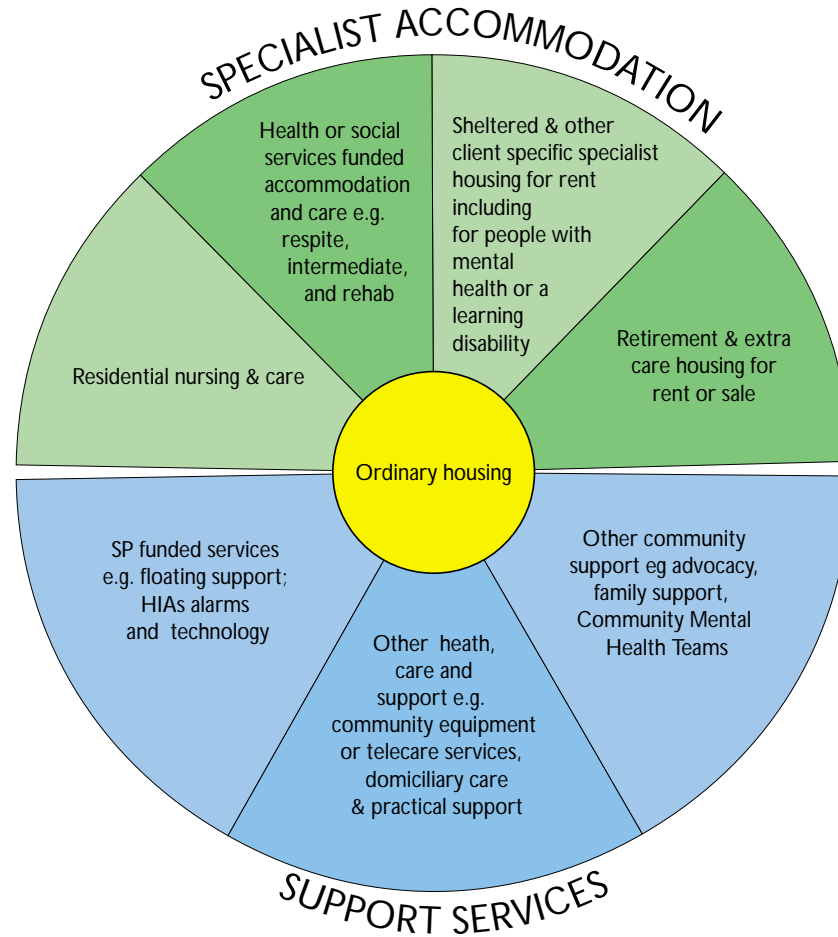 SPECIALIST ACCOMMODATION
Health or social
services funded
accommodation
and care e.g.
respite,
intermediate,
and rehab
Sheltered & other
client specific specialist
housing for rent
including
for people with
mental
health or a
learning
disability
Residential nursing & care
Retirement & extra
care housing for
rent or sale
Ordinary housing
SP funded services
e.g. floating support;
HIAs alarms
and technology
Other heath,
care and
support e.g.
community equipment
or telecare services,
domiciliary care
& practical support
Other community
support eg advocacy,
family support,
Community Mental
Health Teams
SUPPORT SERVICES